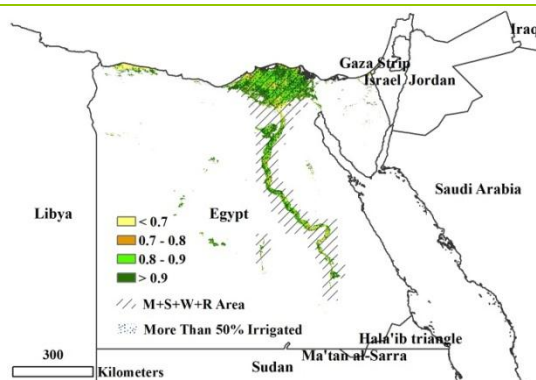 Iraq
Gaza Strip
Israel Jordan
Saudi Arabia
Libya
Egypt
< 0.7
0.7 - 0.8
0.8 - 0.9
> 0.9
M+S+W+R Area
More Than 50% Irrigated
Hala'ib triangle
Ma'tan al-Sarra
Sudan
300
Kilometers